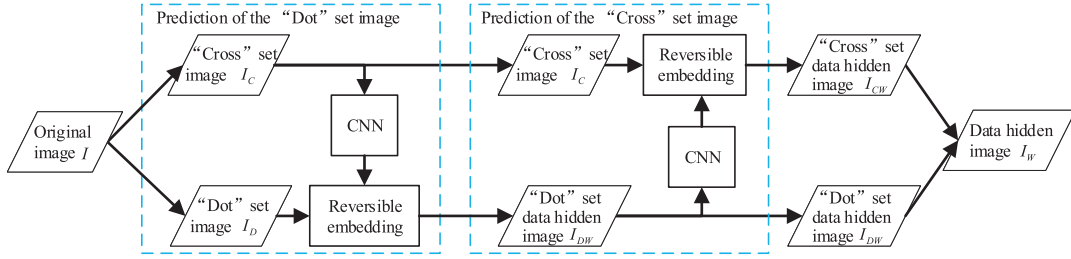 Prediction of the “Dot” set image
Prediction of the “Cross” set image
“Cross” set
image I_C
“Cross” set
image I_C
Reversible
embedding
“Cross” set
data hidden
image I_CW
Original
image I
CNN
CNN
Data hidden
image I_W
“Dot” set
image I_D
Reversible
embedding
“Dot” set
data hidden
image I_DW
“Dot” set
data hidden
image I_DW